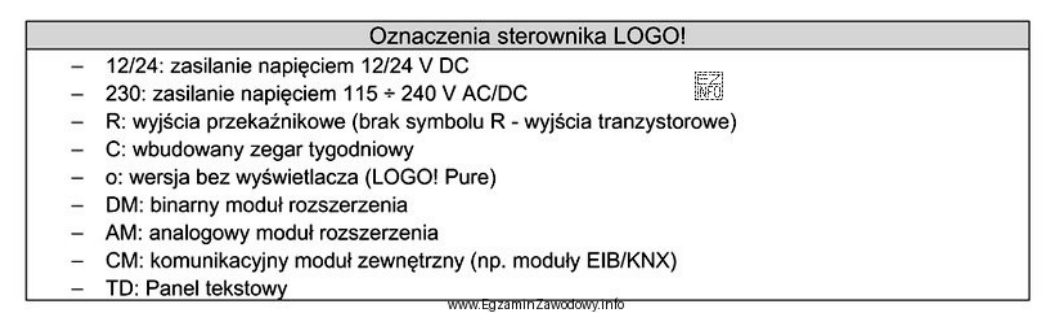 Oznaczenia sterownika LOGO!
– 12/24: zasilanie napięciem 12/24 V DC
– 230: zasilanie napięciem 115 ÷ 240 V AC/DC
EZ
INFO
– R: wyjścia przekaźnikowe (brak symbolu R - wyjścia tranzystorowe)
– C: wbudowany zegar tygodniowy
– o: wersja bez wyświetlacza (LOGO! Pure)
– DM: binarny moduł rozszerzenia
– AM: analogowy moduł rozszerzenia
– CM: komunikacyjny moduł zewnętrzny (np. moduły EIB/KNX)
– TD: Panel tekstowy
www.EgzaminZawodowy.info